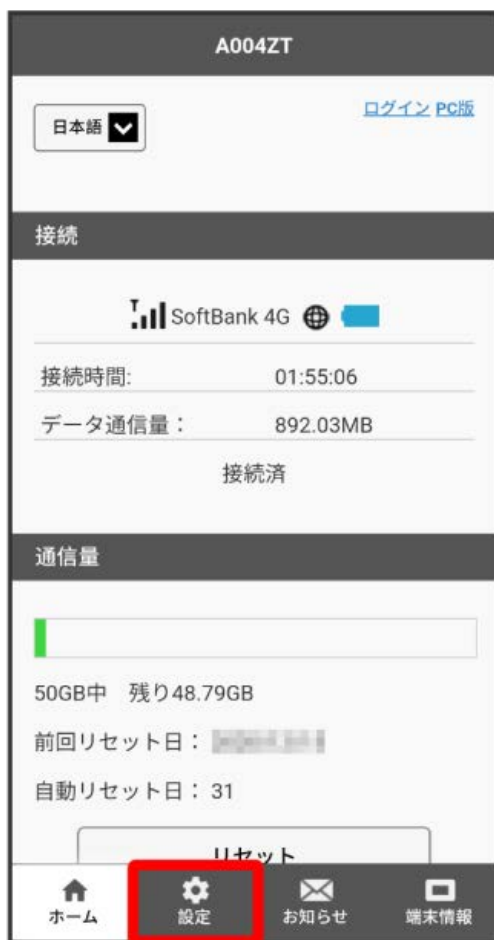 A004ZT
日本語
ログイン PC版
接続
SoftBank 4G
接続時間: 01:55:06
データ通信量： 892.03MB
接続済
通信量
50GB中 残り48.79GB
前回リセット日：
自動リセット日：31
リセット
ホーム 設定 お知らせ 端末情報